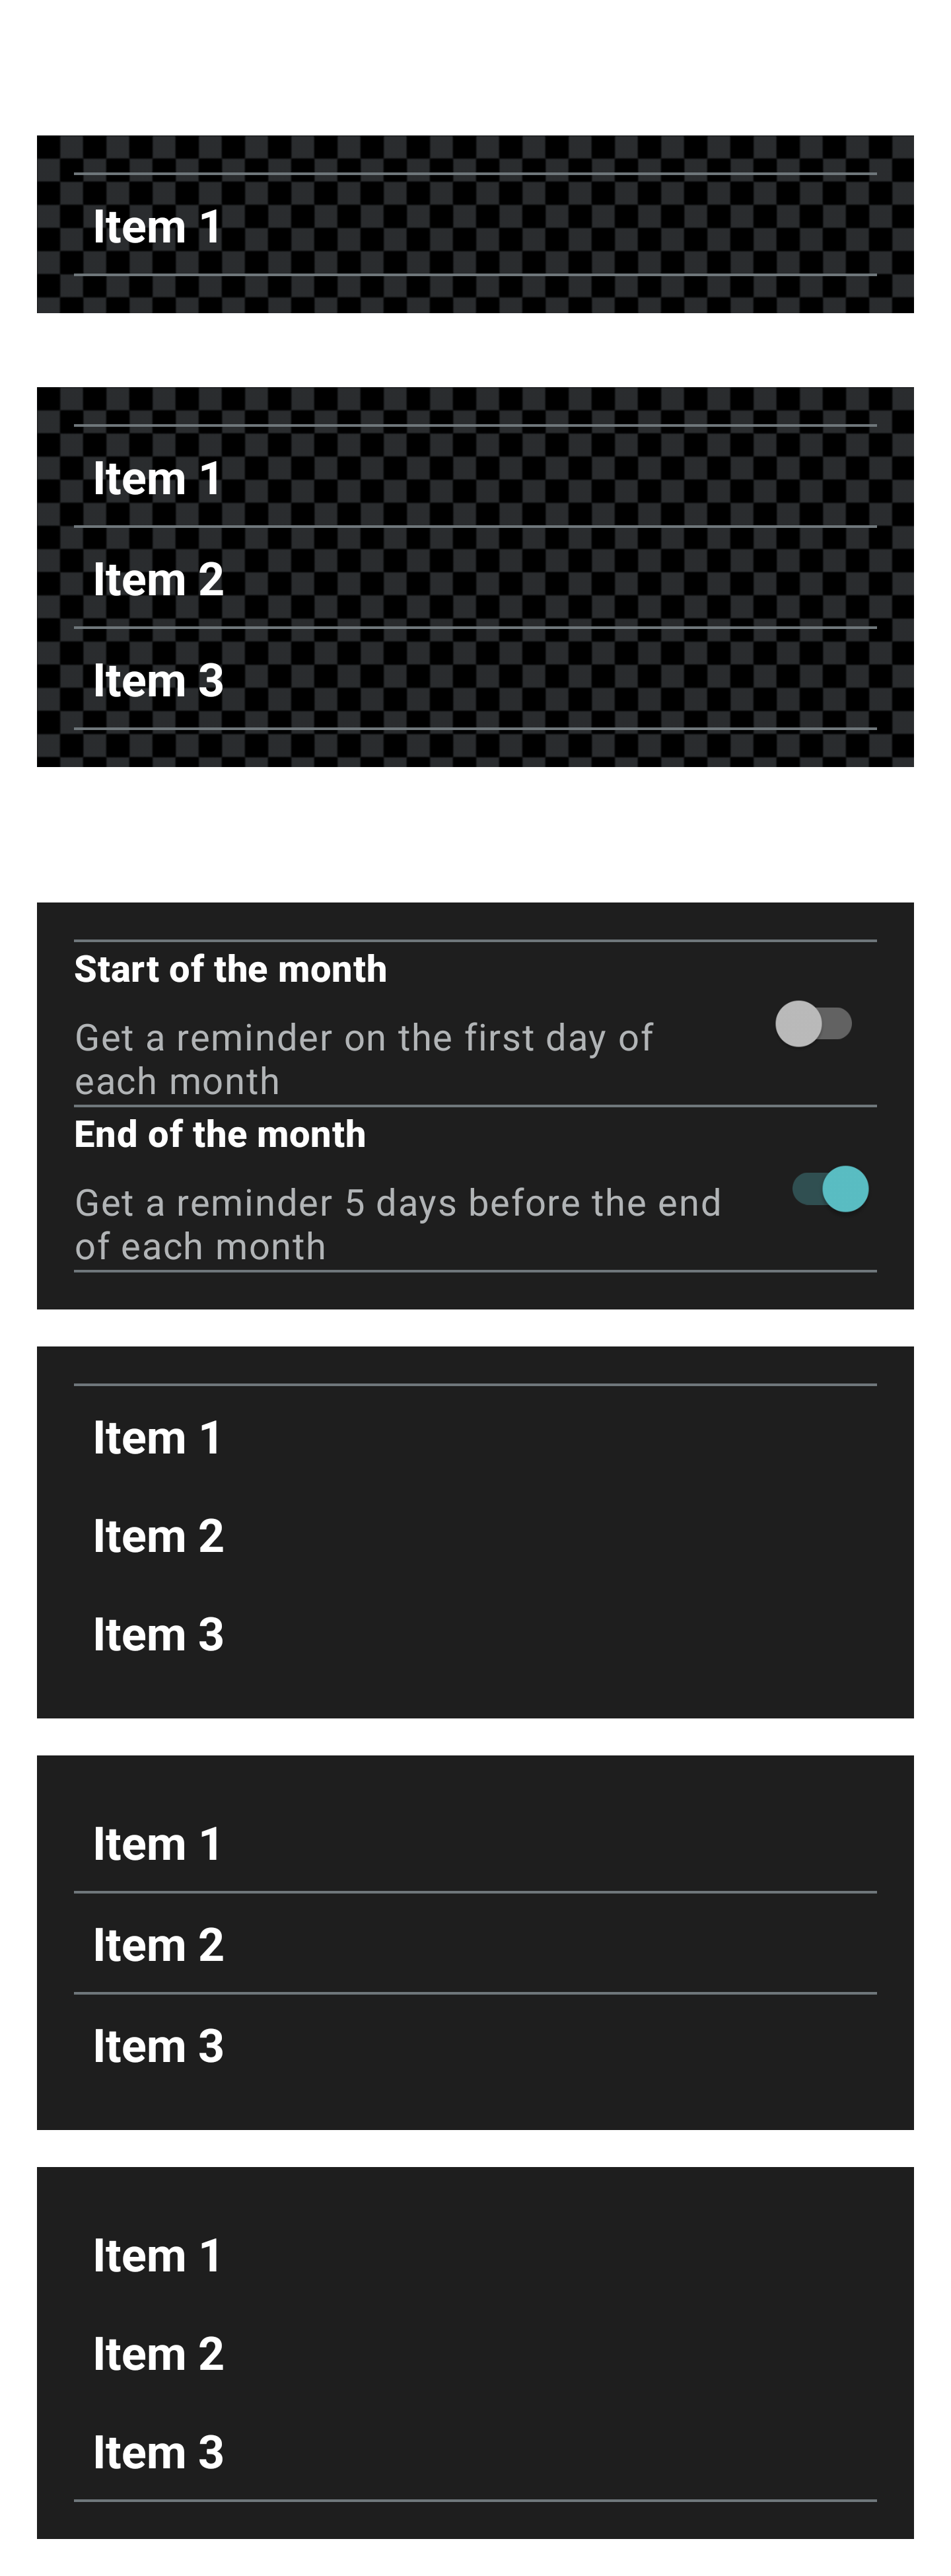 Item 1
Item 1
Item 2
Item 3
Start of the month
Get a reminder on the first day of
each month
End of the month
Get a reminder 5 days before the end
of each month
Item 1
Item 2
Item 3
Item 1
Item 2
Item 3
Item 1
Item 2
Item 3